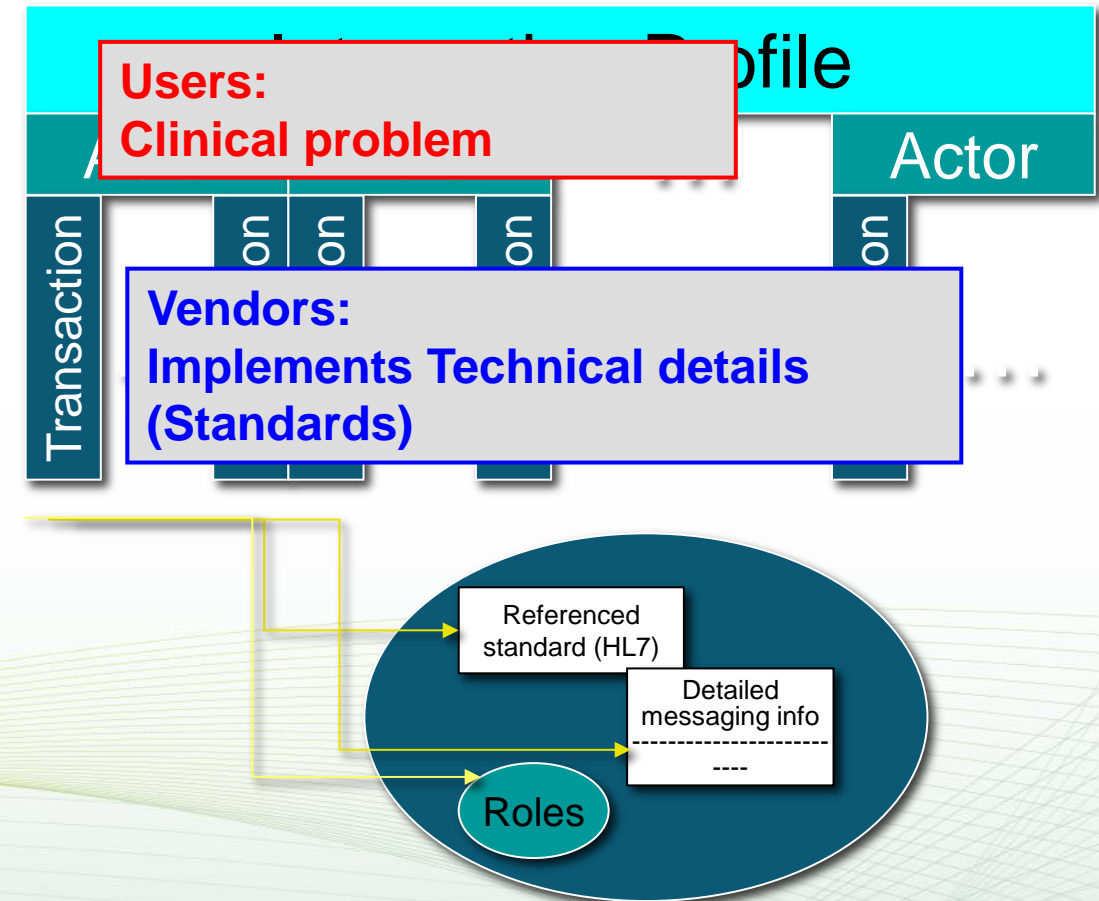 ofile
Users:
Clinical problem
Actor
...
Transaction
on
on
on
on
Vendors:
Implements Technical details
(Standards)
...
Referenced
standard (HL7)
Detailed
messaging info
----------------------
----
Roles